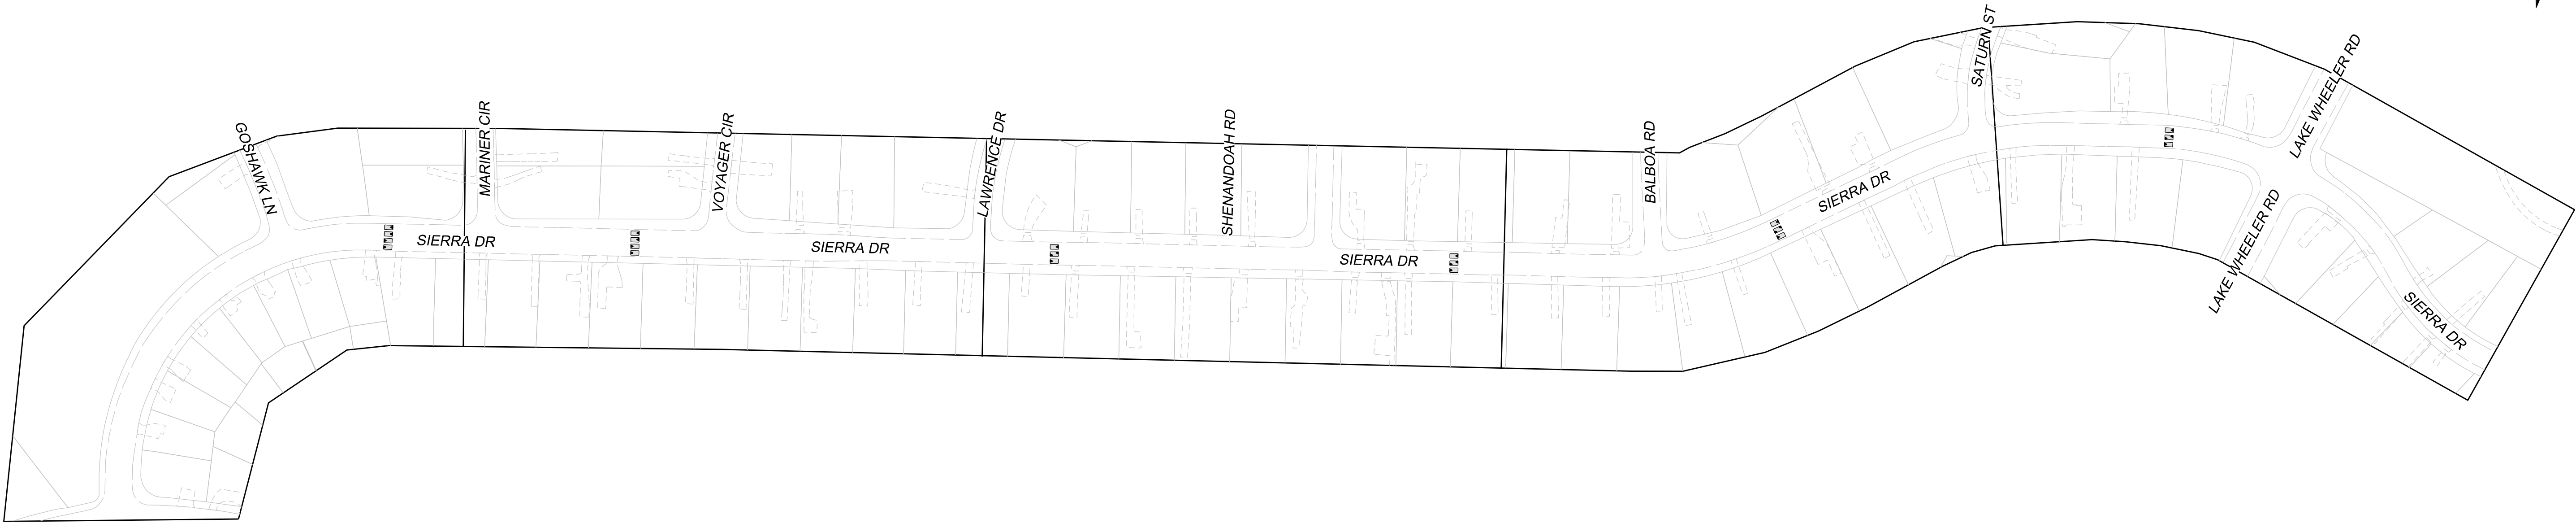 GOSHAWK LN
MARINER CIR
VOYAGER CIR
LAWRENCE DR
SHENANDOAH RD
BALBOA RD
SATURN ST
LAKE WHEELER RD
SIERRA DR
SIERRA DR
SIERRA DR
SIERRA DR
LAKE WHEELER RD
SIERRA DR